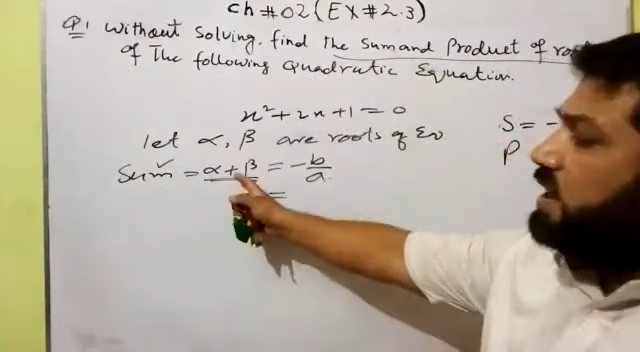 Ch # 02 (EX # 2.3)
Q: Without Solving, find the Sum and Product of
of The following Quadratic Equation.
x² + 2x + 1 = 0
let α, β are roots of Eq
S = -
P
Sum = α + β = - b/a
=